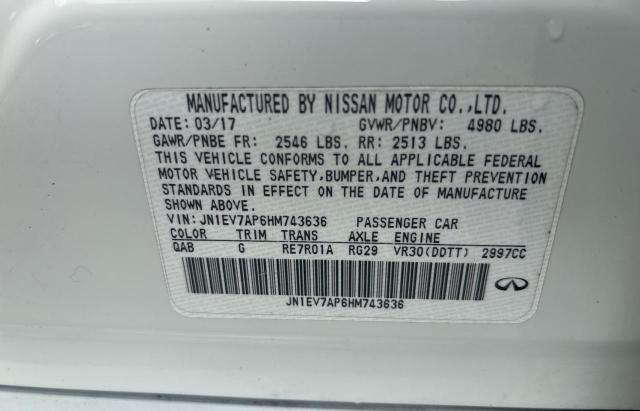 MANUFACTURED BY NISSAN MOTOR CO.,LTD.
DATE: 03/17 GVWR/PNBV: 4980 LBS.
GAWR/PNBE FR: 2546 LBS. RR: 2513 LBS.
THIS VEHICLE CONFORMS TO ALL APPLICABLE FEDERAL
MOTOR VEHICLE SAFETY,BUMPER,AND THEFT PREVENTION
STANDARDS IN EFFECT ON THE DATE OF MANUFACTURE
SHOWN ABOVE.
VIN: JN1EV7AP6HM743636 PASSENGER CAR
COLOR TRIM TRANS AXLE ENGINE
QAB G RE7R01A RG29 VR30(DDTT) 2997CC
JN1EV7AP6HM743636